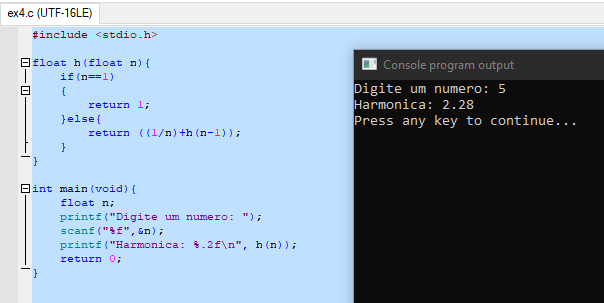 ex4.c (UTF-16LE)
#include <stdio.h>
float h(float n){
if(n==1)
{
return 1;
}else{
return ((1/n)+h(n-1));
}
}
int main(void){
float n;
printf("Digite um numero: ");
scanf("%f",&n);
printf("Harmonica: %.2f\n", h(n));
return 0;
}
Console program output
Digite um numero: 5
Harmonica: 2.28
Press any key to continue...